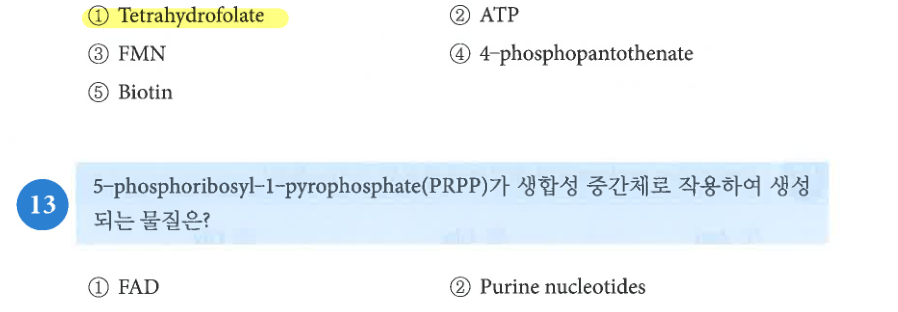 ① Tetrahydrofolate ② ATP
③ FMN ④ 4-phosphopantothenate
⑤ Biotin
13 5-phosphoribosyl-1-pyrophosphate(PRPP)가 생합성 중간체로 작용하여 생성
되는 물질은?
① FAD ② Purine nucleotides